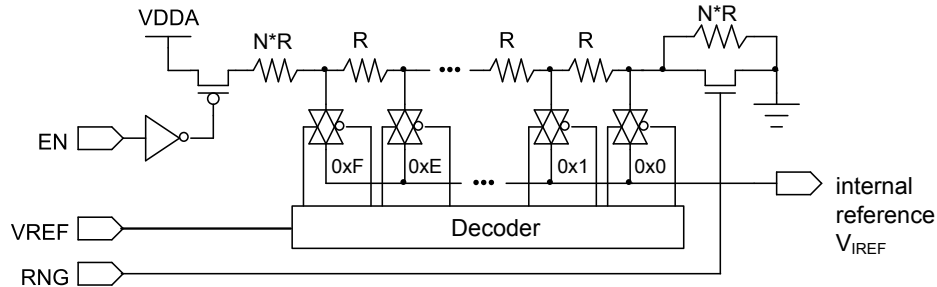 N*R
VDDA
N*R R R R
EN
0xF 0xE 0x1 0x0
internal
reference
VIREF
VREF
Decoder
RNG